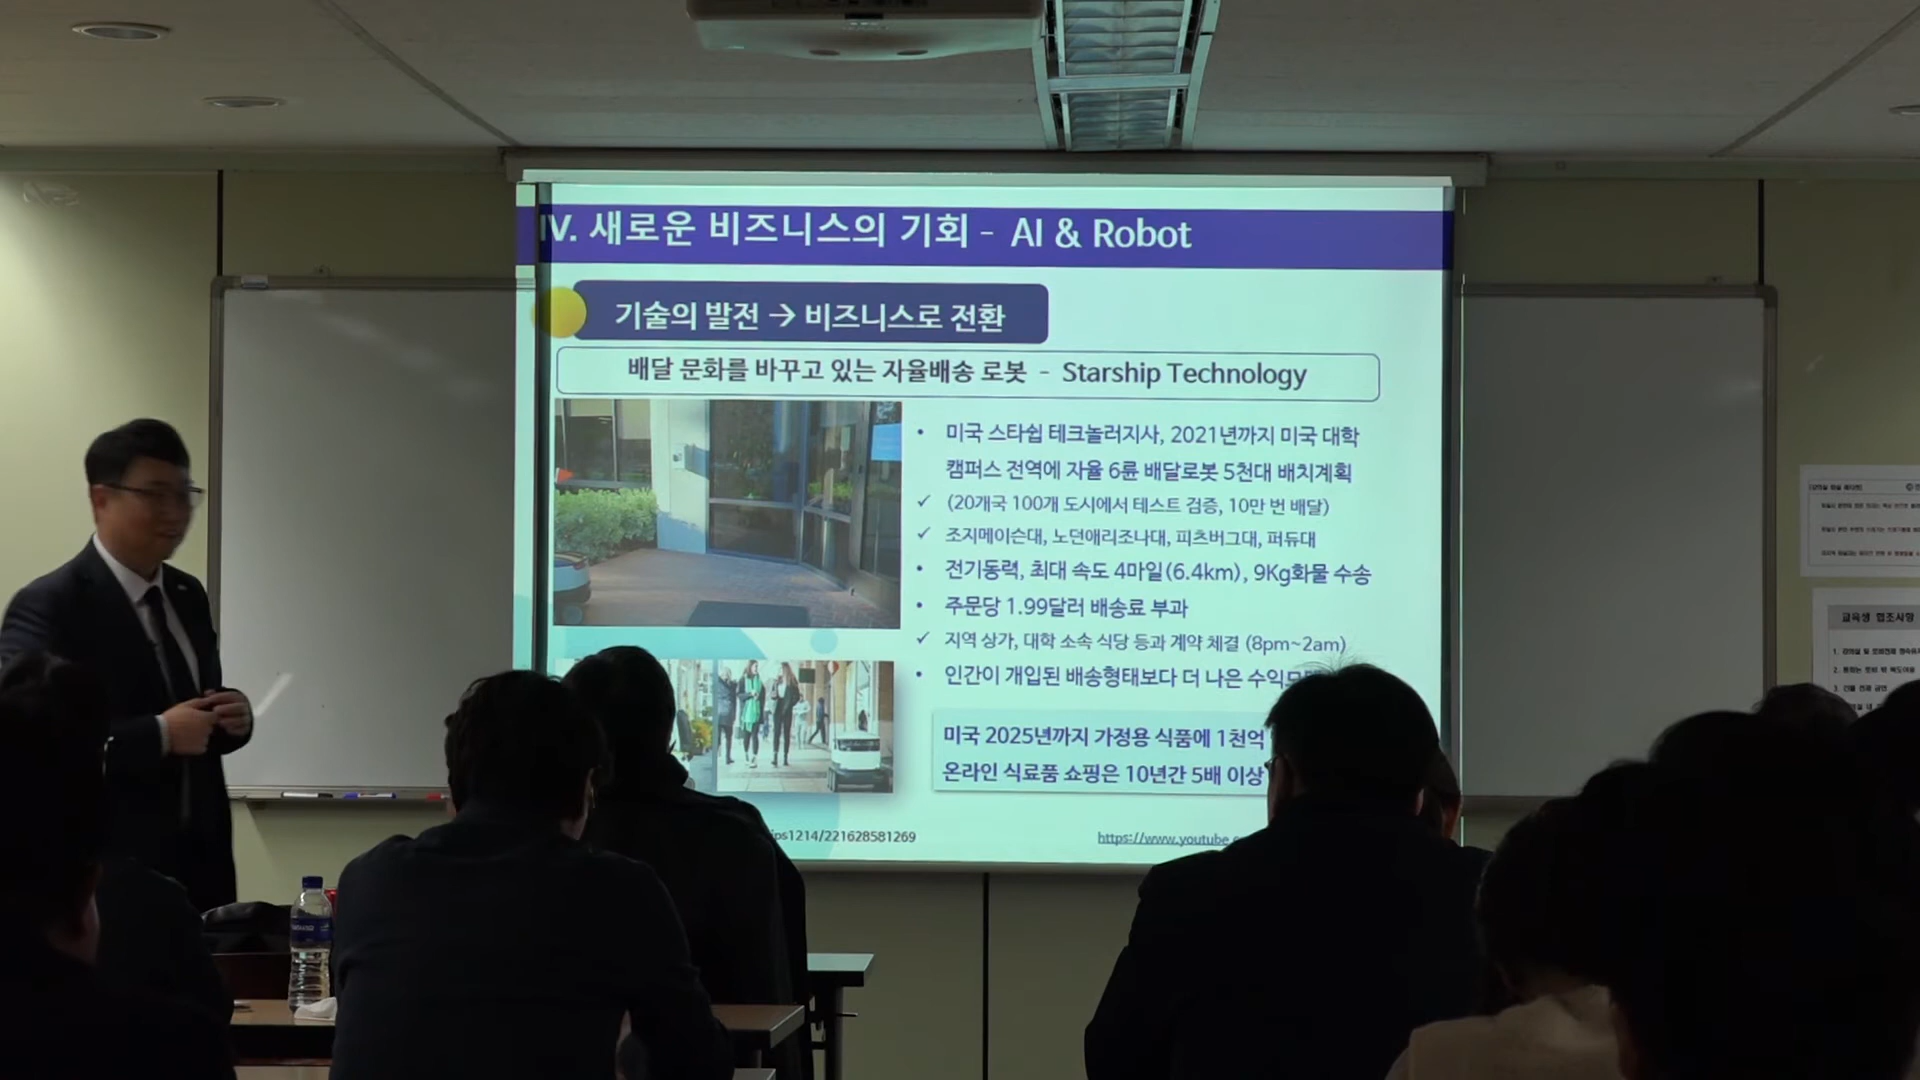 IV. 새로운 비즈니스의 기회 - AI & Robot
기술의 발전 → 비즈니스로 전환
배달 문화를 바꾸고 있는 자율배송 로봇 - Starship Technology
• 미국 스타쉽 테크놀러지사, 2021년까지 미국 대학
캠퍼스 전역에 자율 6륜 배달로봇 5천대 배치계획
✓ (20개국 100개 도시에서 테스트 검증, 10만 번 배달)
✓ 조지메이슨대, 노던애리조나대, 피츠버그대, 퍼듀대
• 전기동력, 최대 속도 4마일(6.4km), 9Kg화물 수송
• 주문당 1.99달러 배송료 부과
✓ 지역 상가, 대학 소속 식당 등과 계약 체결 (8pm~2am)
• 인간이 개입된 배송형태보다 더 나은 수익모
미국 2025년까지 가정용 식품에 1천억
온라인 식료품 쇼핑은 10년간 5배 이상
ips1214/221628581269
https://www.youtube.c
교육생 협조사항